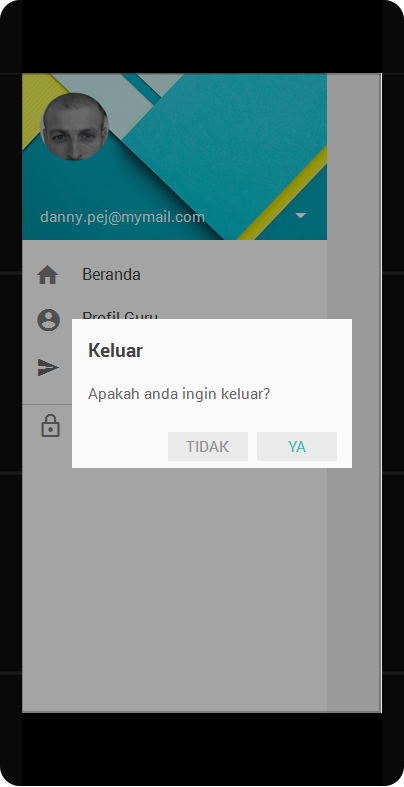 danny.pej@mymail.com
Beranda
Profil Guru
Keluar
Apakah anda ingin keluar?
TIDAK
YA